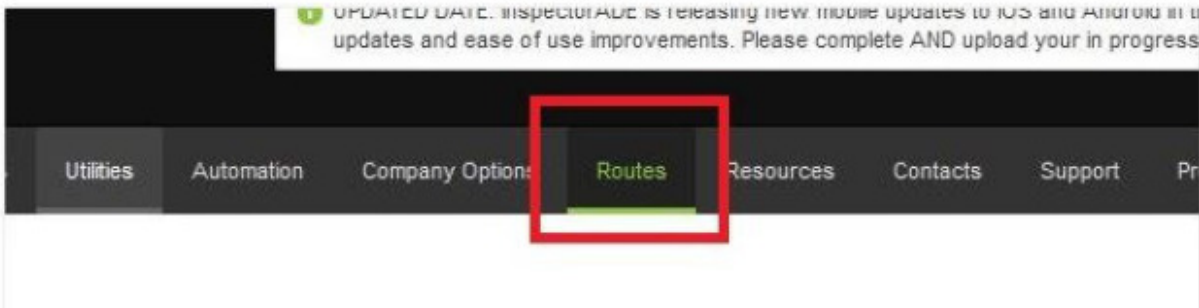 UPDATED DATE: InspectorADE is releasing new mobile updates to iOS and Android in
updates and ease of use improvements. Please complete AND upload your in progress
Utilities Automation Company Options Routes Resources Contacts Support